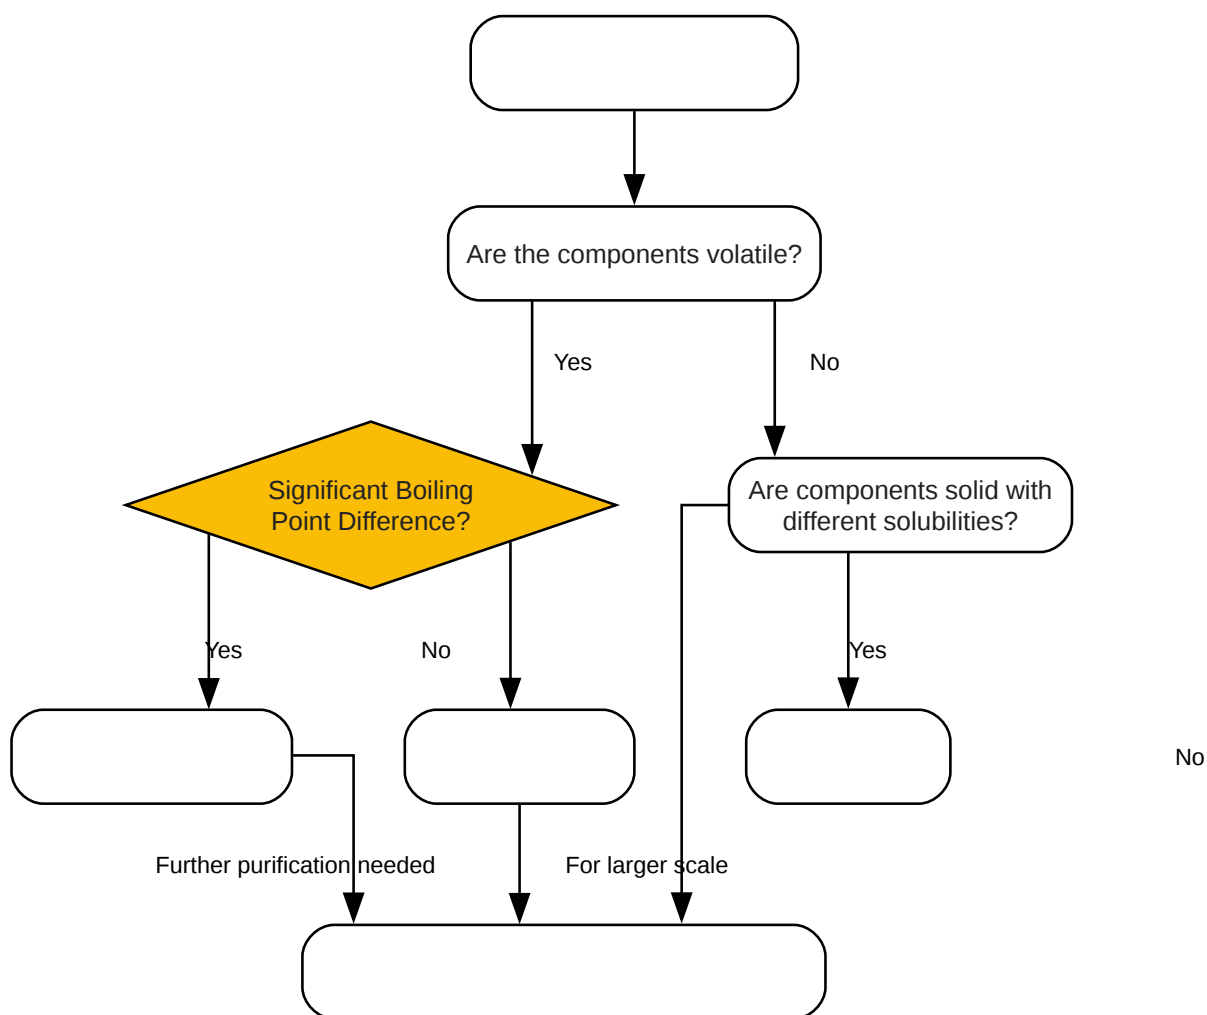 Are the components volatile?
Yes
No
Significant Boiling
Point Difference?
Are components solid with
different solubilities?
Yes
No
Yes
No
Further purification needed
For larger scale